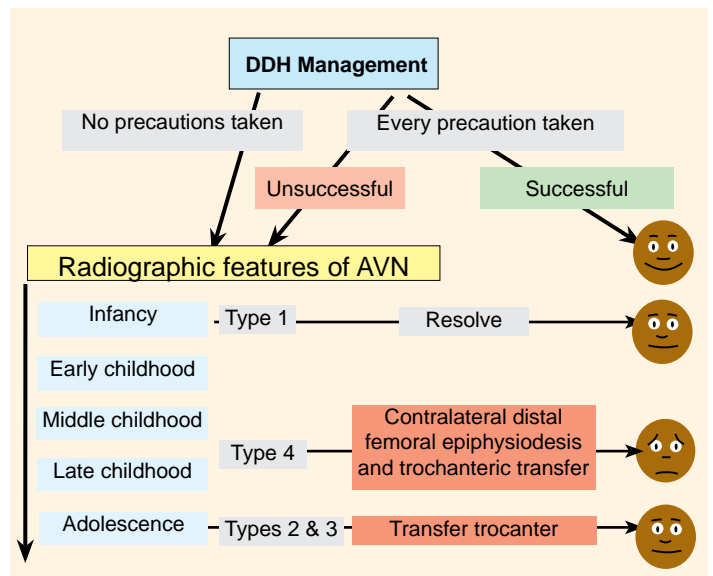 DDH Management
No precautions taken
Every precaution taken
Unsuccessful
Successful
Radiographic features of AVN
Infancy
Type 1
Resolve
Early childhood
Middle childhood
Late childhood
Type 4
Contralateral distal
femoral epiphysiodesis
and trochanteric transfer
Adolescence
Types 2 & 3
Transfer trocanter